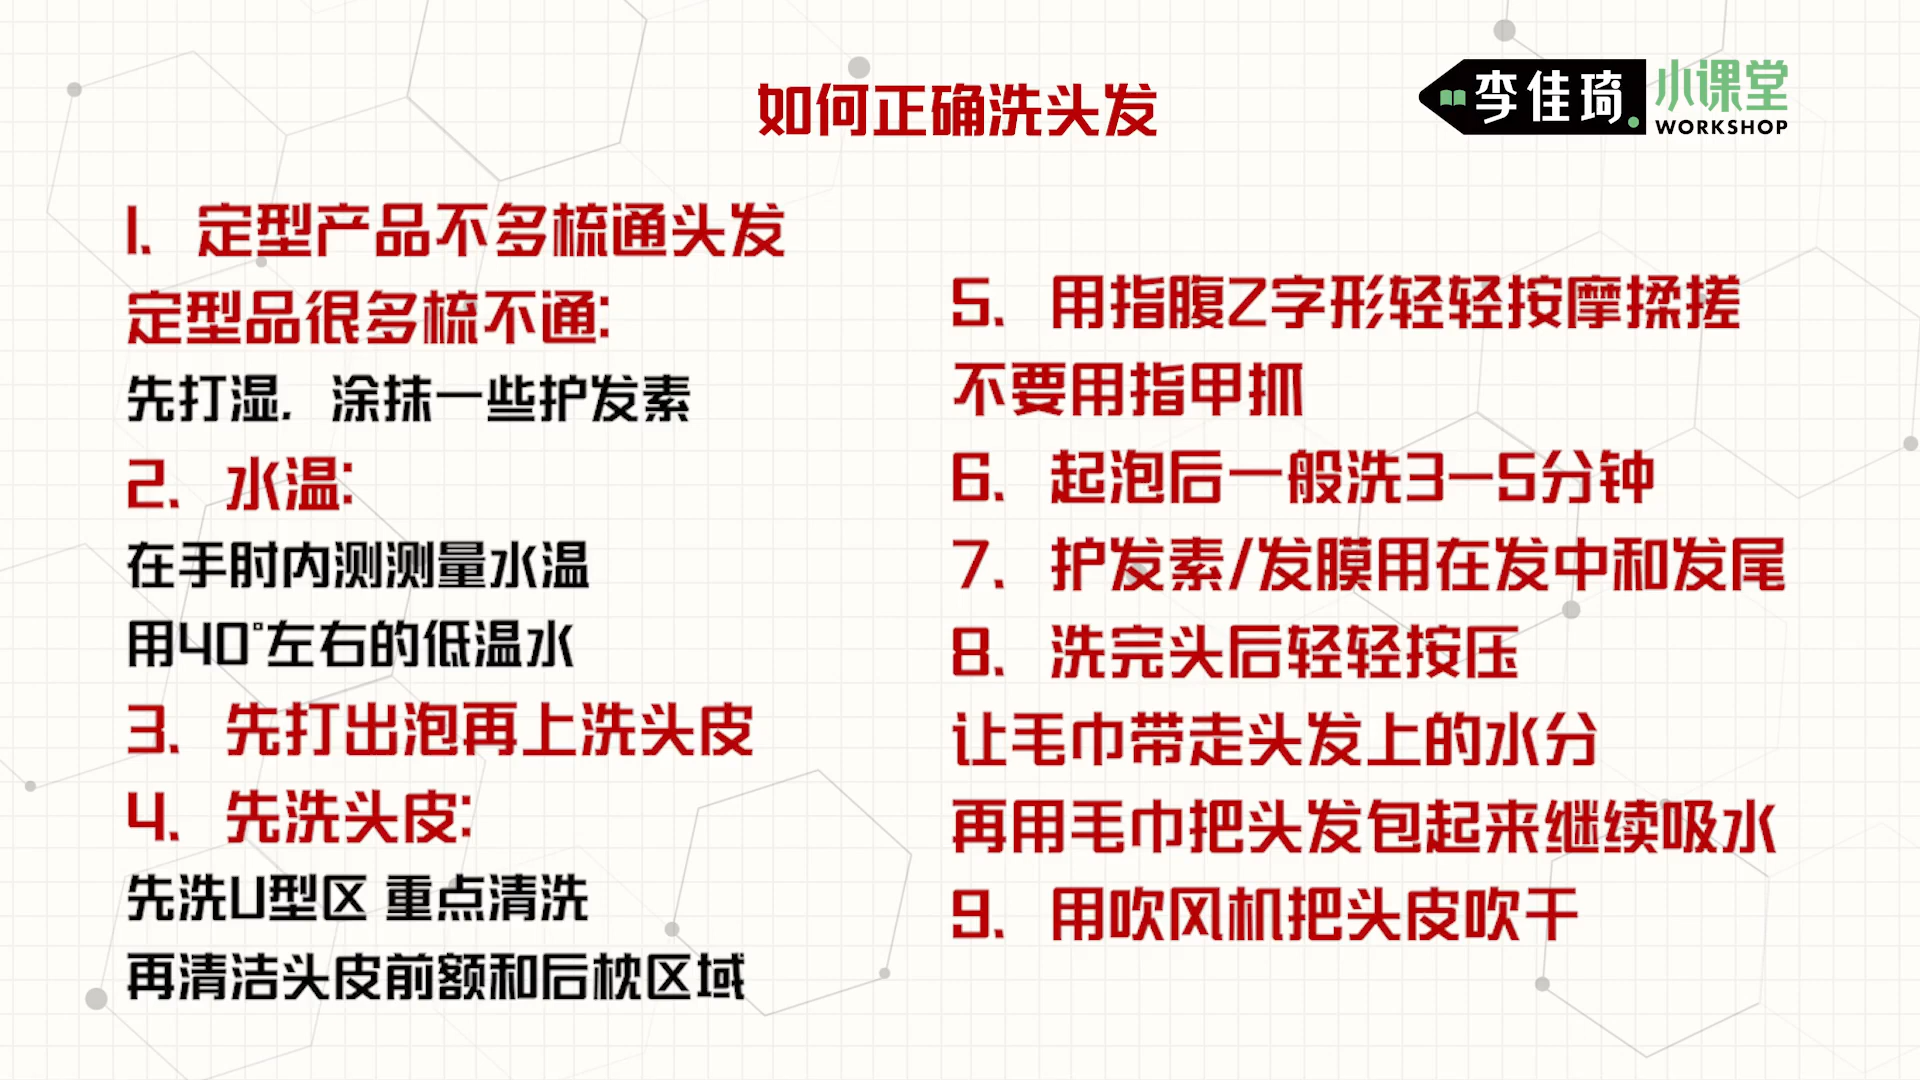 如何正确洗头发
李佳琦
小课堂
WORKSHOP
1. 定型产品不多梳通头发
定型品很多梳不通:
先打湿, 涂抹一些护发素
2. 水温:
在手肘内测测量水温
用40°左右的低温水
3. 先打出泡再上洗头皮
4. 先洗头皮:
先洗U型区 重点清洗
再清洁头皮前额和后枕区域
5. 用指腹Z字形轻轻按摩揉搓
不要用指甲抓
6. 起泡后一般洗3-5分钟
7. 护发素/发膜用在发中和发尾
8. 洗完头后轻轻按压
让毛巾带走头发上的水分
再用毛巾把头发包起来继续吸水
9. 用吹风机把头皮吹干